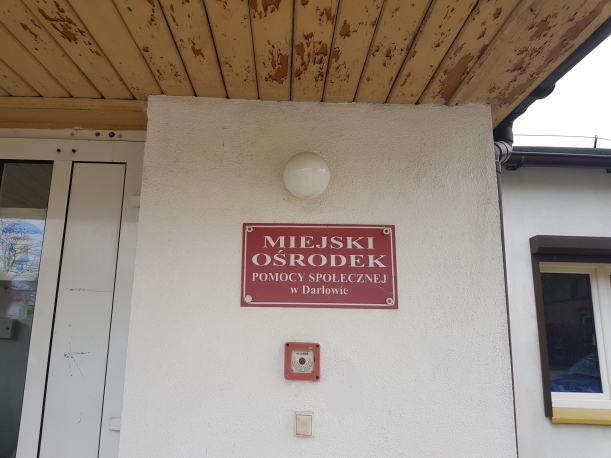 MIEJSKI
OŚRODEK
POMOCY SPOŁECZNEJ
w Darłowie